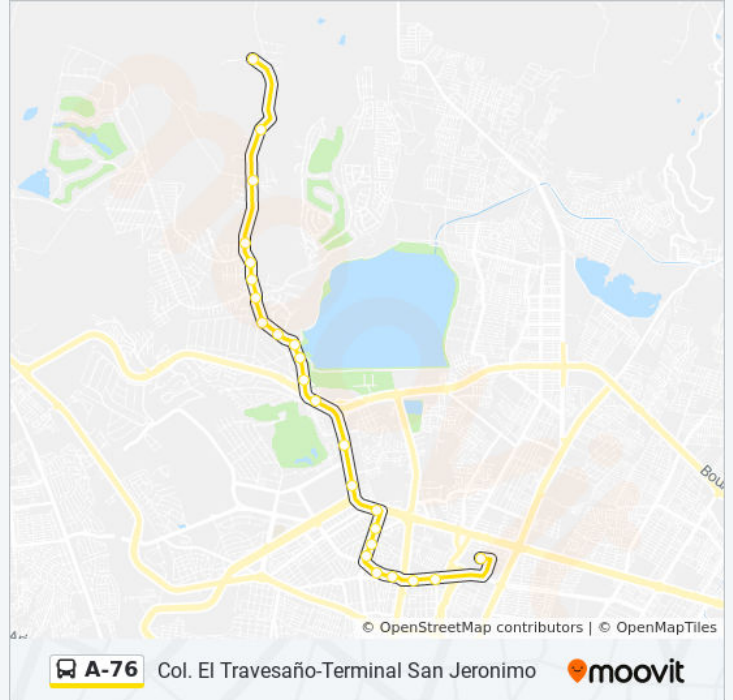 Bou
© OpenStreetMap contributors | © OpenMapTiles
A-76 Col. El Travesaño-Terminal San Jeronimo moovit